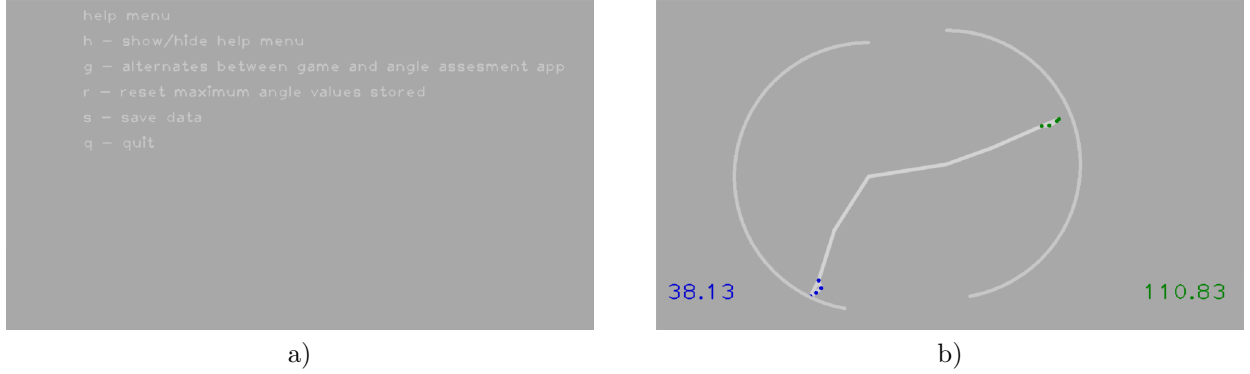 help menu
h – show/hide help menu
g – alternates between game and angle assesment app
r – reset maximum angle values stored
s – save data
q – quit
38.13
110.83
a)
b)